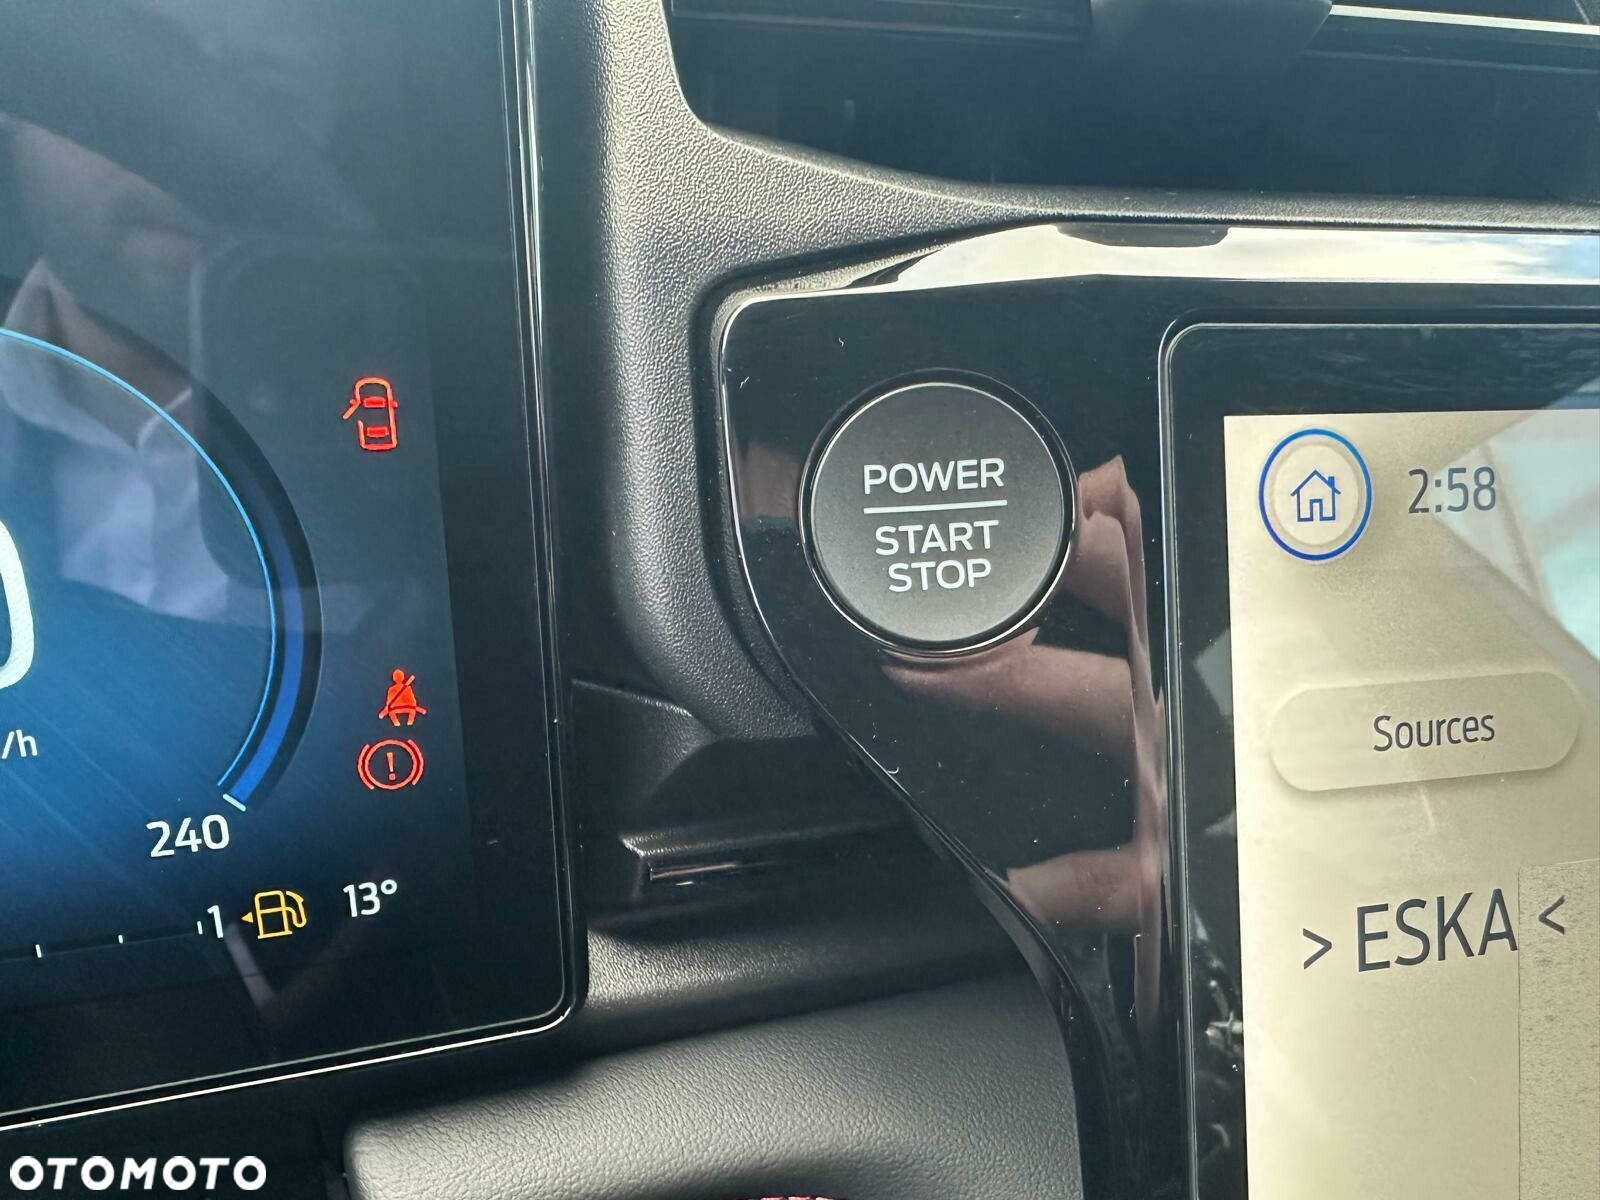 /h
240
1
13°
POWER
START
STOP
2:58
Sources
> ESKA <
OTOMOTO